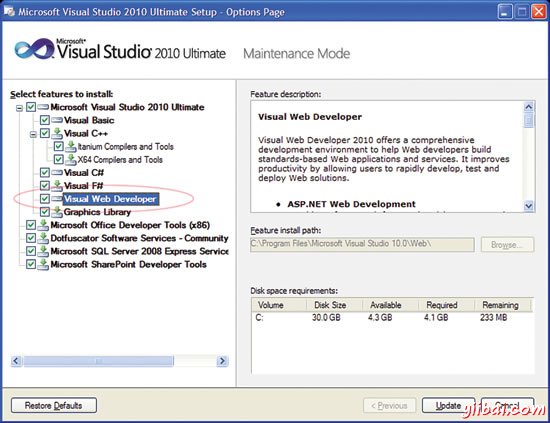 Microsoft Visual Studio 2010 Ultimate Setup - Options Page
Microsoft®
Visual Studio 2010 Ultimate Maintenance Mode
Select features to install:
Microsoft Visual Studio 2010 Ultimate
Visual Basic
Visual C++
Itanium Compilers and Tools
X64 Compilers and Tools
Visual C#
Visual F#
Visual Web Developer
Graphics Library
Microsoft Office Developer Tools (x86)
Dotfuscator Software Services - Community
Microsoft SQL Server 2008 Express Service
Microsoft SharePoint Developer Tools
Feature description:
Visual Web Developer
Visual Web Developer 2010 offers a comprehensive
development environment to help Web developers build
standards-based Web applications and services. It improves
productivity by allowing users to rapidly develop, test and
deploy Web solutions.
• ASP.NET Web Development
Feature install path:
C:\Program Files\Microsoft Visual Studio 10.0\Web\ Browse...
Disk space requirements:
Volume Disk Size Available Required Remaining
C: 30.0 GB 4.3 GB 4.1 GB 233 MB
Restore Defaults < Previous Update Cancel
yiibai.com